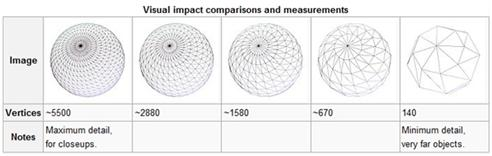 Visual impact comparisons and measurements
Image
Vertices ~5500 ~2880 ~1580 ~670 140
Notes Maximum detail, Minimum detail,
for closeups. very far objects.